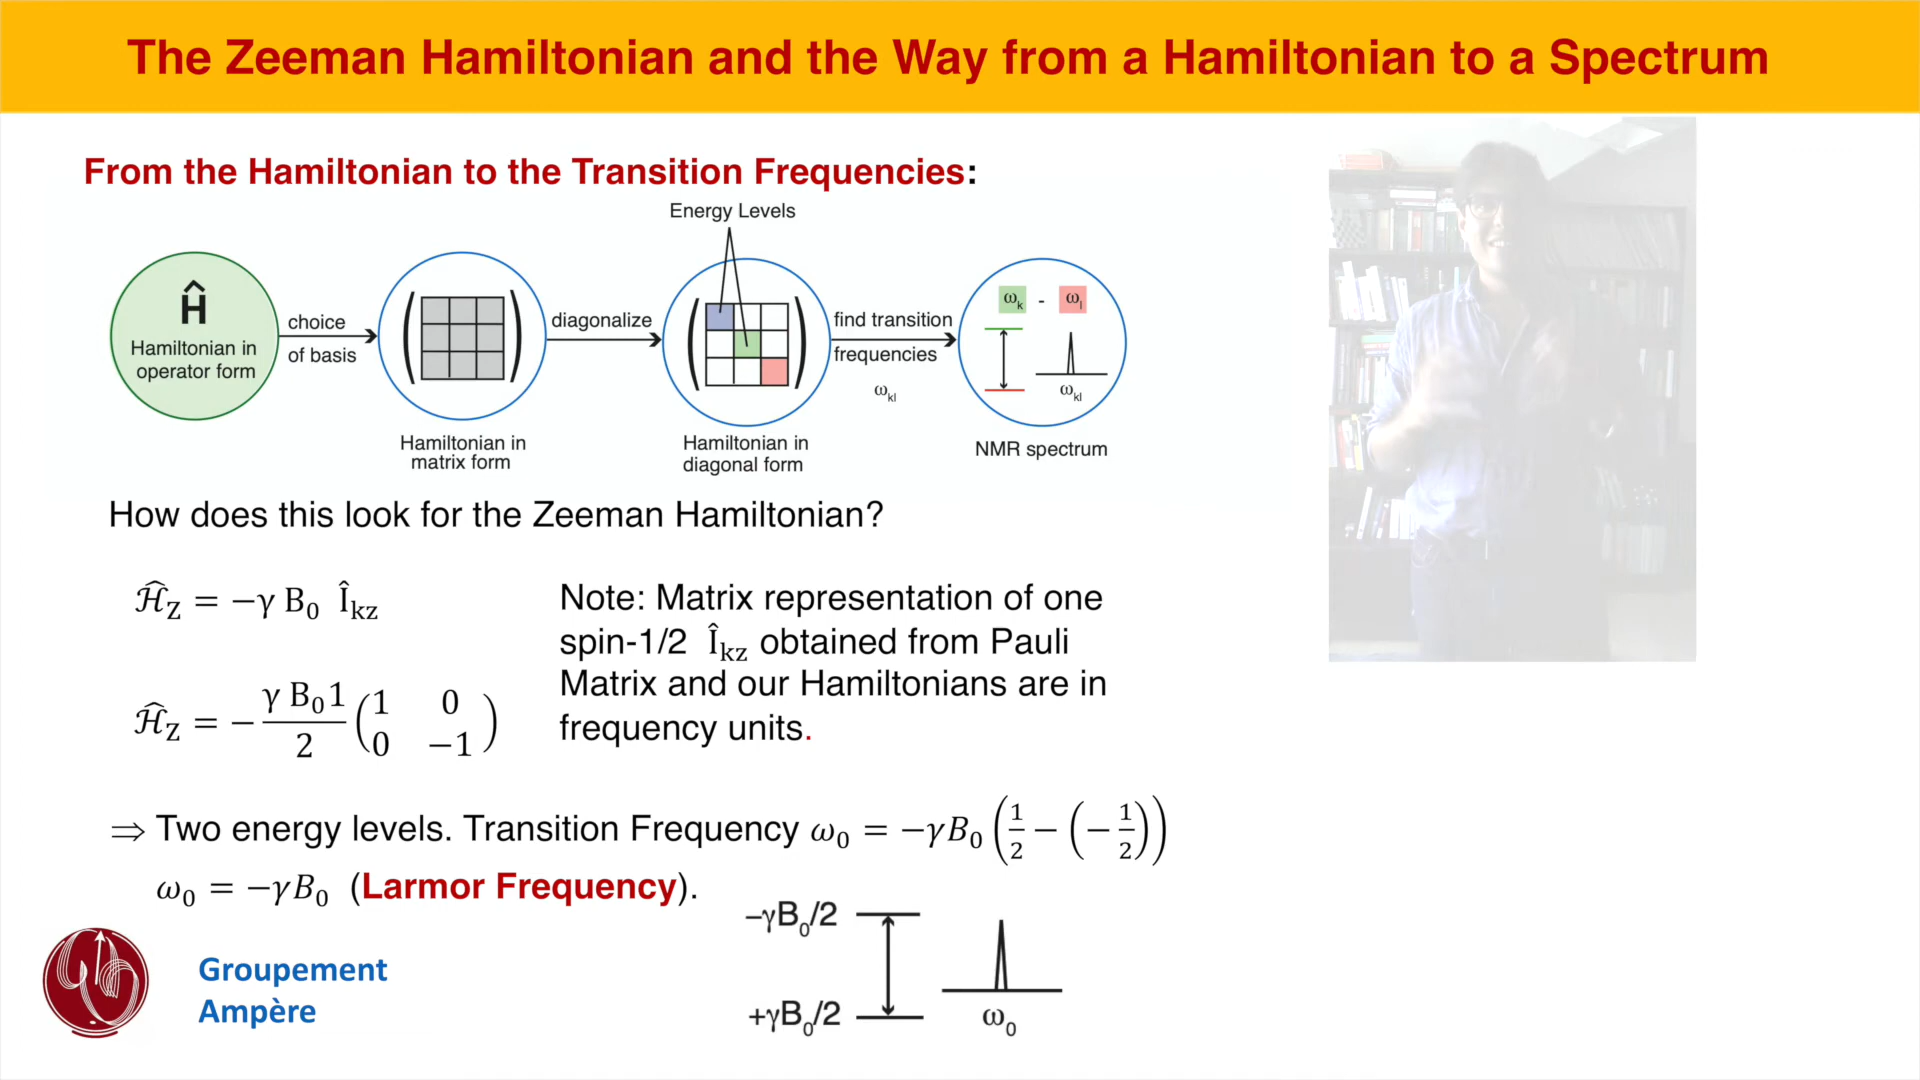 The Zeeman Hamiltonian and the Way from a Hamiltonian to a Spectrum
From the Hamiltonian to the Transition Frequencies:
Energy Levels
Ĥ
Hamiltonian in
operator form
choice
of basis
Hamiltonian in
matrix form
diagonalize
Hamiltonian in
diagonal form
find transition
frequencies
ω_kl
ω_k - ω_l
ω_kl
NMR spectrum
How does this look for the Zeeman Hamiltonian?
ℋ̂_Z = −γ B₀ Î_kz
Note: Matrix representation of one
spin-1/2 Î_kz obtained from Pauli
Matrix and our Hamiltonians are in
frequency units.
ℋ̂_Z = − γ B₀1 / 2 (1 0
0 −1)
⇒ Two energy levels. Transition Frequency ω₀ = −γB₀ (1/2 − (−1/2))
ω₀ = −γB₀ (Larmor Frequency).
–γB₀/2
+γB₀/2
ω₀
Groupement
Ampère